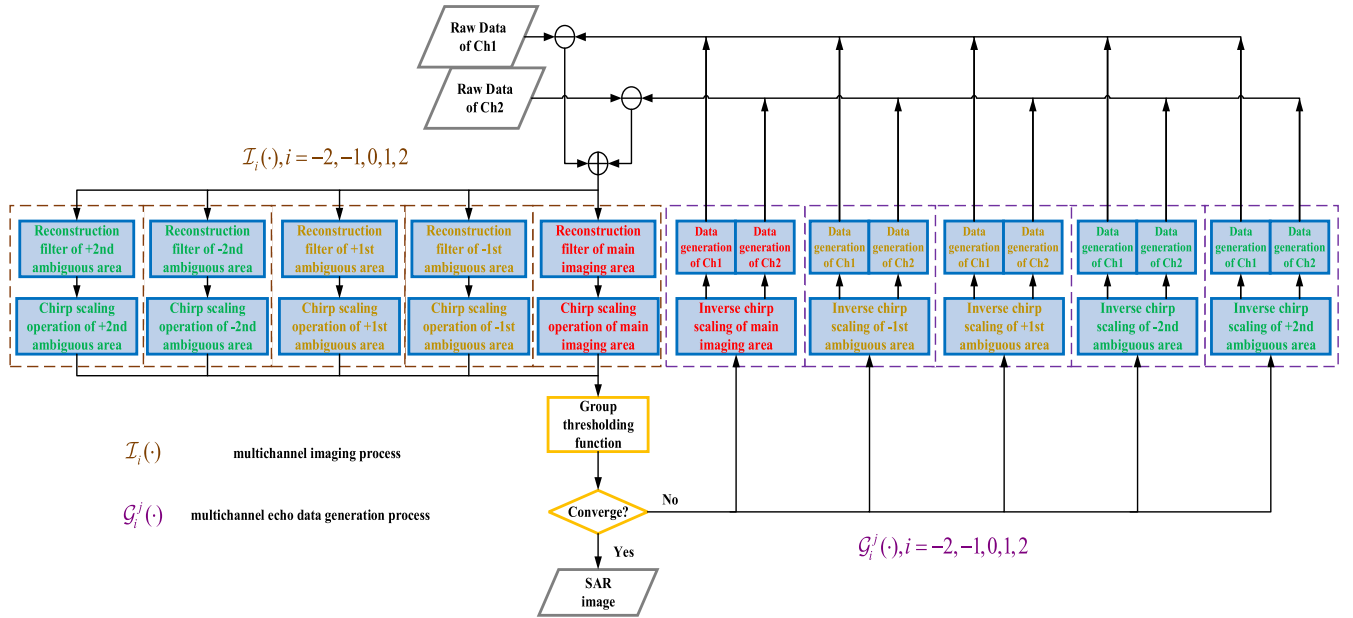 Raw Data
of Ch1
Raw Data
of Ch2
𝓘ᵢ(·), i = −2, −1, 0, 1, 2
Reconstruction
filter of +2nd
ambiguous area
Reconstruction
filter of -2nd
ambiguous area
Reconstruction
filter of +1st
ambiguous area
Reconstruction
filter of -1st
ambiguous area
Reconstruction
filter of main
imaging area
Data
generation
of Ch1
Data
generation
of Ch2
Data
generation
of Ch1
Data
generation
of Ch2
Data
generation
of Ch1
Data
generation
of Ch2
Data
generation
of Ch1
Data
generation
of Ch2
Data
generation
of Ch1
Data
generation
of Ch2
Chirp scaling
operation of +2nd
ambiguous area
Chirp scaling
operation of -2nd
ambiguous area
Chirp scaling
operation of +1st
ambiguous area
Chirp scaling
operation of -1st
ambiguous area
Chirp scaling
operation of main
imaging area
Inverse chirp
scaling of main
imaging area
Inverse chirp
scaling of -1st
ambiguous area
Inverse chirp
scaling of +1st
ambiguous area
Inverse chirp
scaling of -2nd
ambiguous area
Inverse chirp
scaling of +2nd
ambiguous area
Group
thresholding
function
𝓘ᵢ(·) multichannel imaging process
𝒢ᵢʲ(·) multichannel echo data generation process
Converge?
No
Yes
𝒢ᵢʲ(·), i = −2, −1, 0, 1, 2
SAR
image